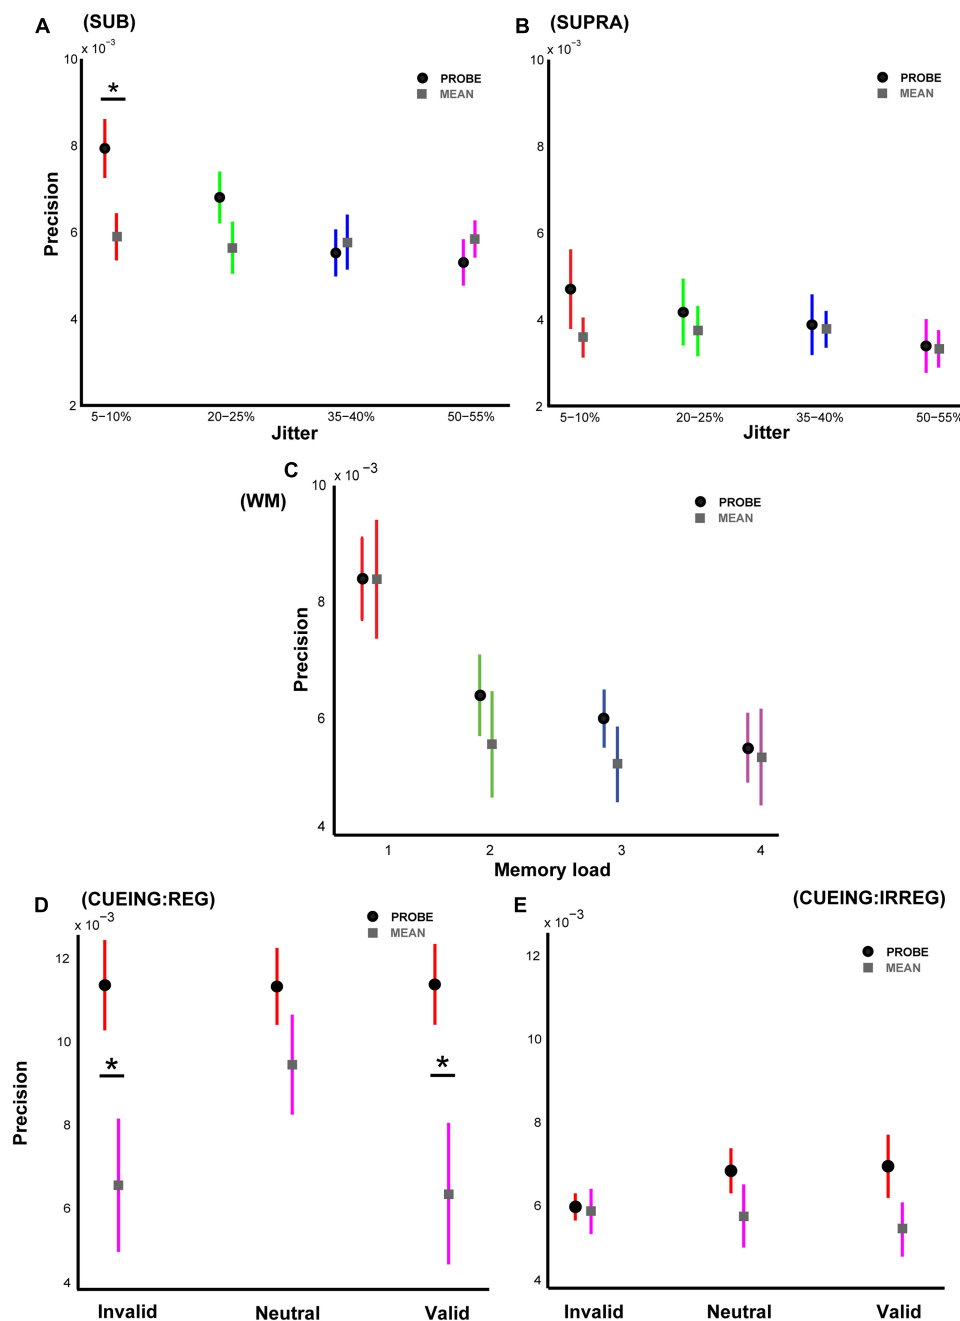 A (SUB)
x 10⁻³
10
8
6
4
2
Precision
*
PROBE
MEAN
5−10% 20−25% 35−40% 50−55%
Jitter
B (SUPRA)
x 10⁻³
10
8
6
4
2
PROBE
MEAN
5−10% 20−25% 35−40% 50−55%
Jitter
C
(WM)
x 10⁻³
10
8
6
4
Precision
PROBE
MEAN
1 2 3 4
Memory load
D (CUEING:REG)
x 10⁻³
12
10
8
6
4
Precision
PROBE
MEAN
* *
Invalid Neutral Valid
E (CUEING:IRREG)
x 10⁻³
12
10
8
6
4
PROBE
MEAN
Invalid Neutral Valid